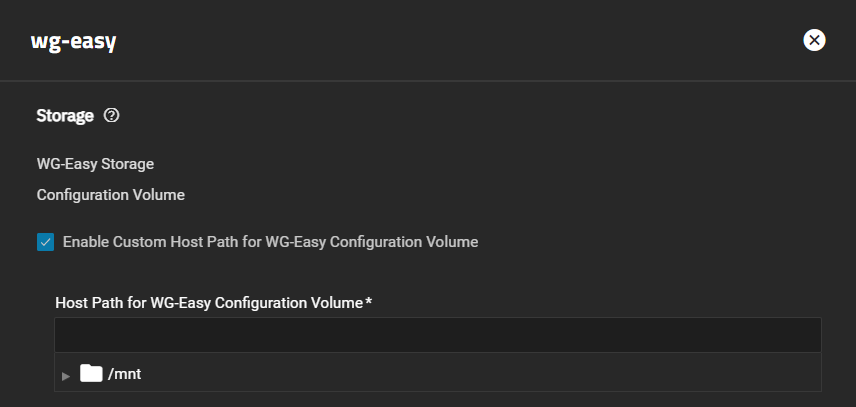 wg-easy
Storage
WG-Easy Storage
Configuration Volume
Enable Custom Host Path for WG-Easy Configuration Volume
Host Path for WG-Easy Configuration Volume*
/mnt